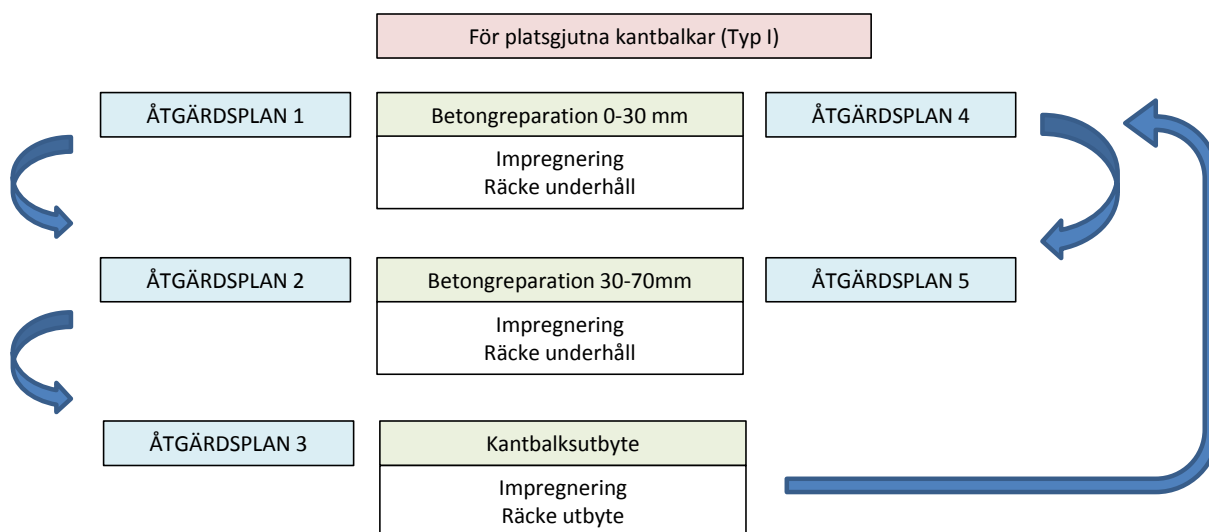 För platsgjutna kantbalkar (Typ I)
ÅTGÄRDSPLAN 1
Betongreparation 0-30 mm
ÅTGÄRDSPLAN 4
Impregnering
Räcke underhåll
ÅTGÄRDSPLAN 2
Betongreparation 30-70mm
ÅTGÄRDSPLAN 5
Impregnering
Räcke underhåll
ÅTGÄRDSPLAN 3
Kantbalksutbyte
Impregnering
Räcke utbyte